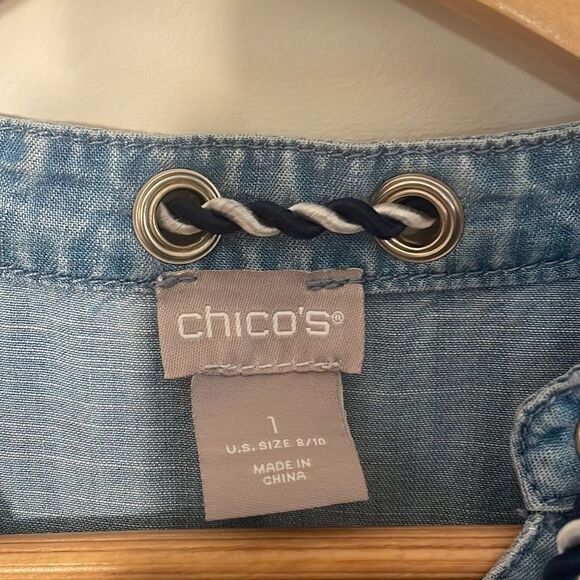 chico's®
1
U.S. SIZE 8/10
MADE IN
CHINA